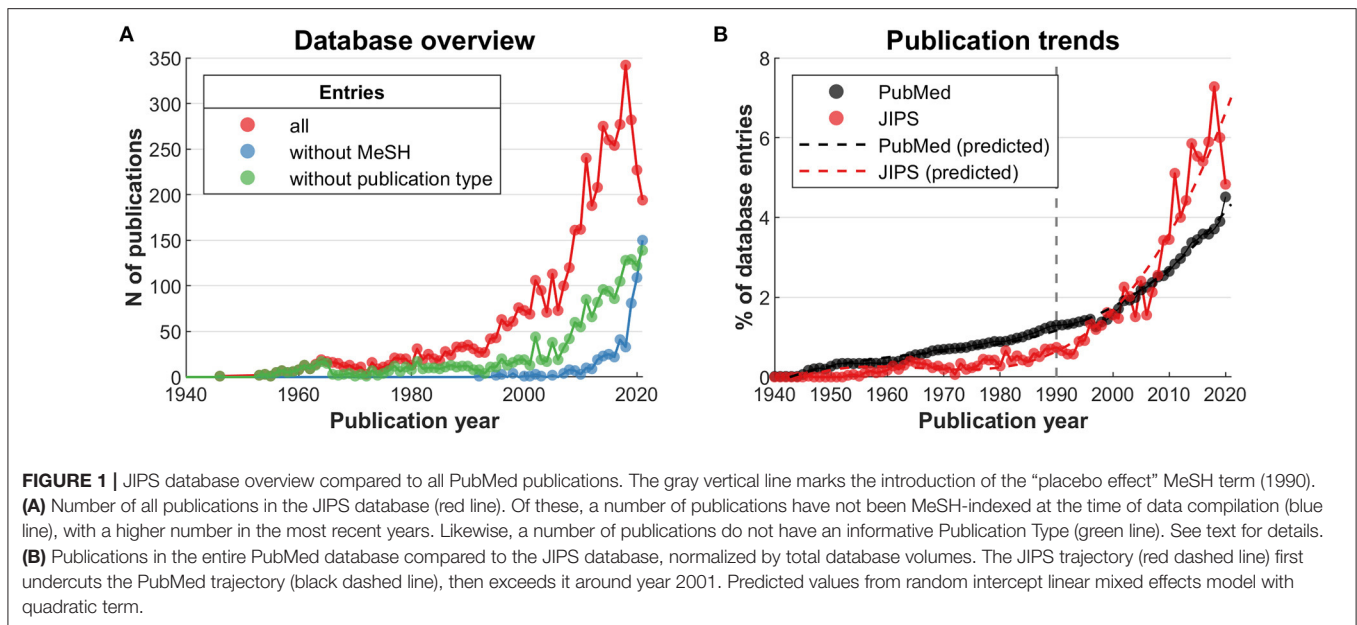 A
Database overview
350
300
250
200
150
100
50
0
N of publications
Entries
all
without MeSH
without publication type
1940
1960
1980
2000
2020
Publication year
B
Publication trends
8
6
4
2
0
% of database entries
PubMed
JIPS
PubMed (predicted)
JIPS (predicted)
1940
1950
1960
1970
1980
1990
2000
2010
2020
Publication year
FIGURE 1 | JIPS database overview compared to all PubMed publications. The gray vertical line marks the introduction of the “placebo effect” MeSH term (1990).
(A) Number of all publications in the JIPS database (red line). Of these, a number of publications have not been MeSH-indexed at the time of data compilation (blue
line), with a higher number in the most recent years. Likewise, a number of publications do not have an informative Publication Type (green line). See text for details.
(B) Publications in the entire PubMed database compared to the JIPS database, normalized by total database volumes. The JIPS trajectory (red dashed line) first
undercuts the PubMed trajectory (black dashed line), then exceeds it around year 2001. Predicted values from random intercept linear mixed effects model with
quadratic term.